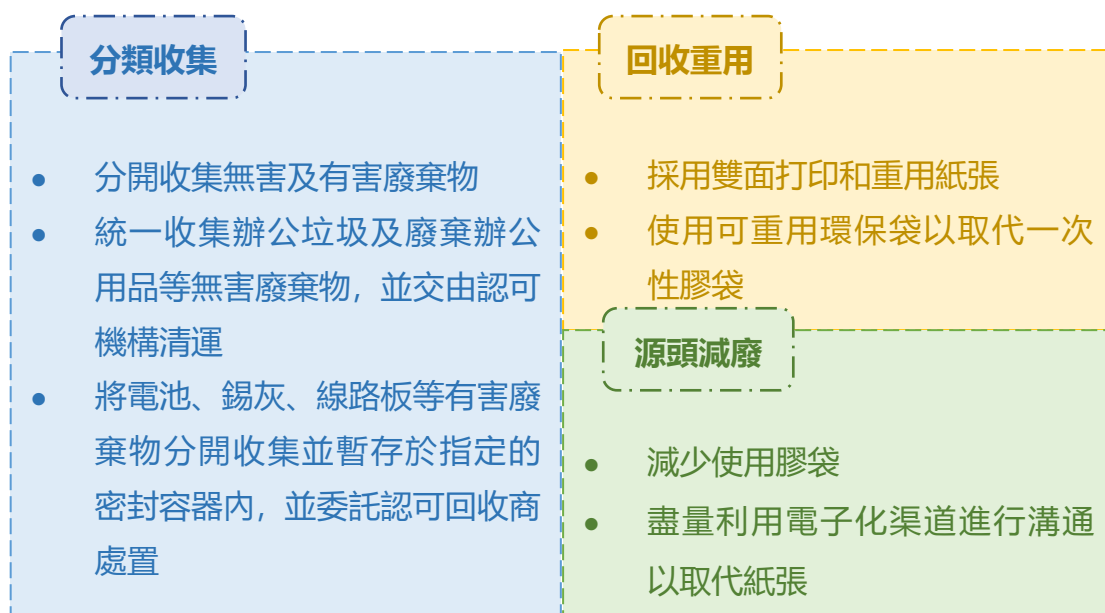 分類收集
● 分開收集無害及有害廢棄物
● 統一收集辦公垃圾及廢棄辦公
用品等無害廢棄物，並交由認可
機構清運
● 將電池、錫灰、線路板等有害廢
棄物分開收集並暫存於指定的
密封容器內，並委託認可回收商
處置
回收重用
● 採用雙面打印和重用紙張
● 使用可重用環保袋以取代一次
性膠袋
源頭減廢
● 減少使用膠袋
● 盡量利用電子化渠道進行溝通
以取代紙張